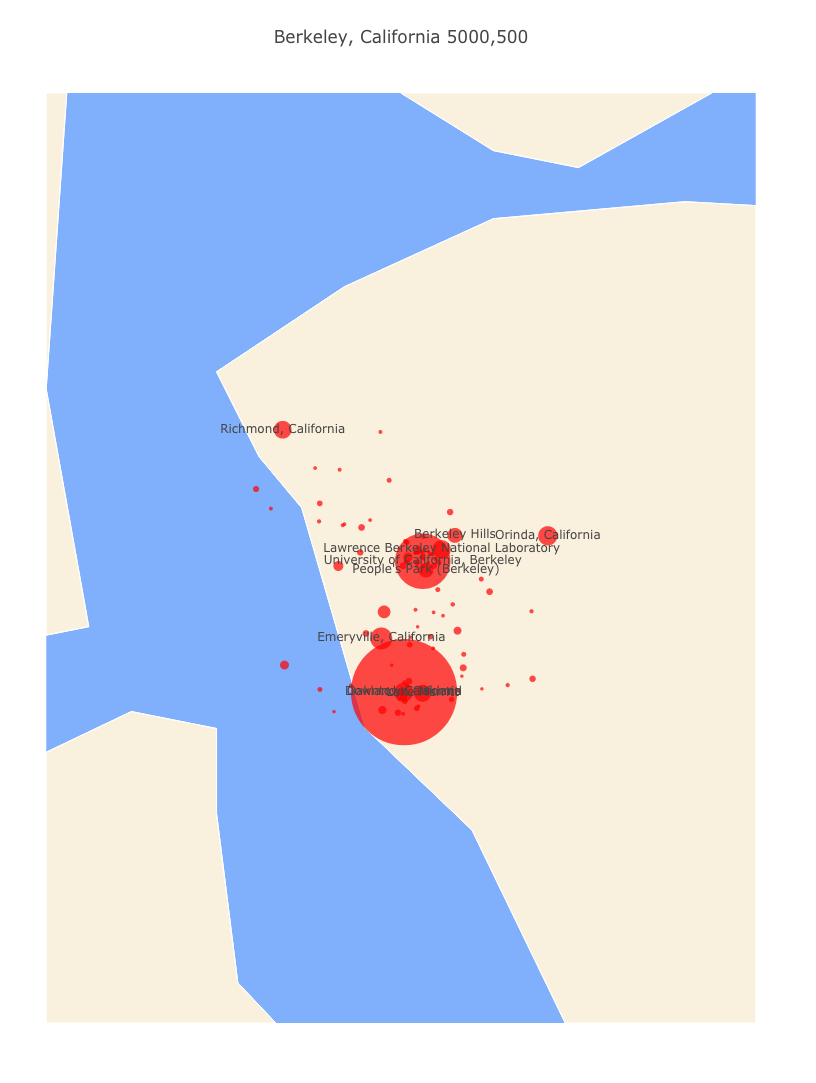 Berkeley, California 5000,500
Richmond, California
Berkeley Hills
Orinda, California
Lawrence Berkeley National Laboratory
University of California, Berkeley
People's Park (Berkeley)
Emeryville, California